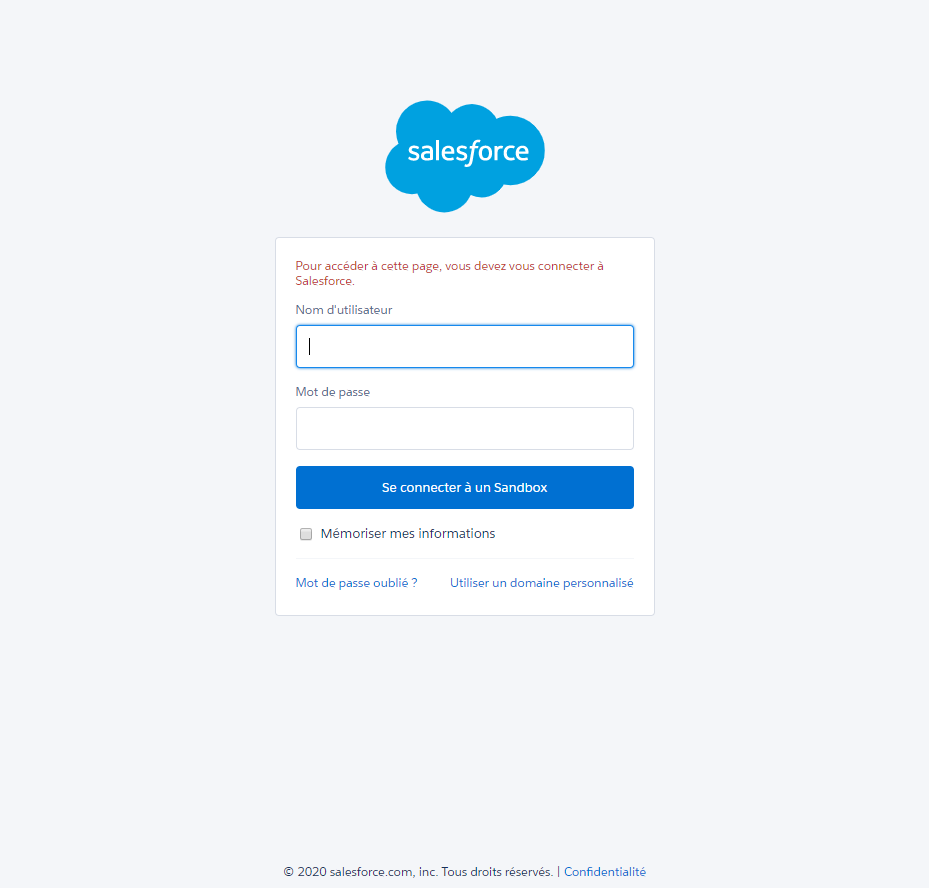 salesforce
Pour accéder à cette page, vous devez vous connecter à
Salesforce.
Nom d'utilisateur
Mot de passe
Se connecter à un Sandbox
Mémoriser mes informations
Mot de passe oublié ? Utiliser un domaine personnalisé
© 2020 salesforce.com, inc. Tous droits réservés. | Confidentialité